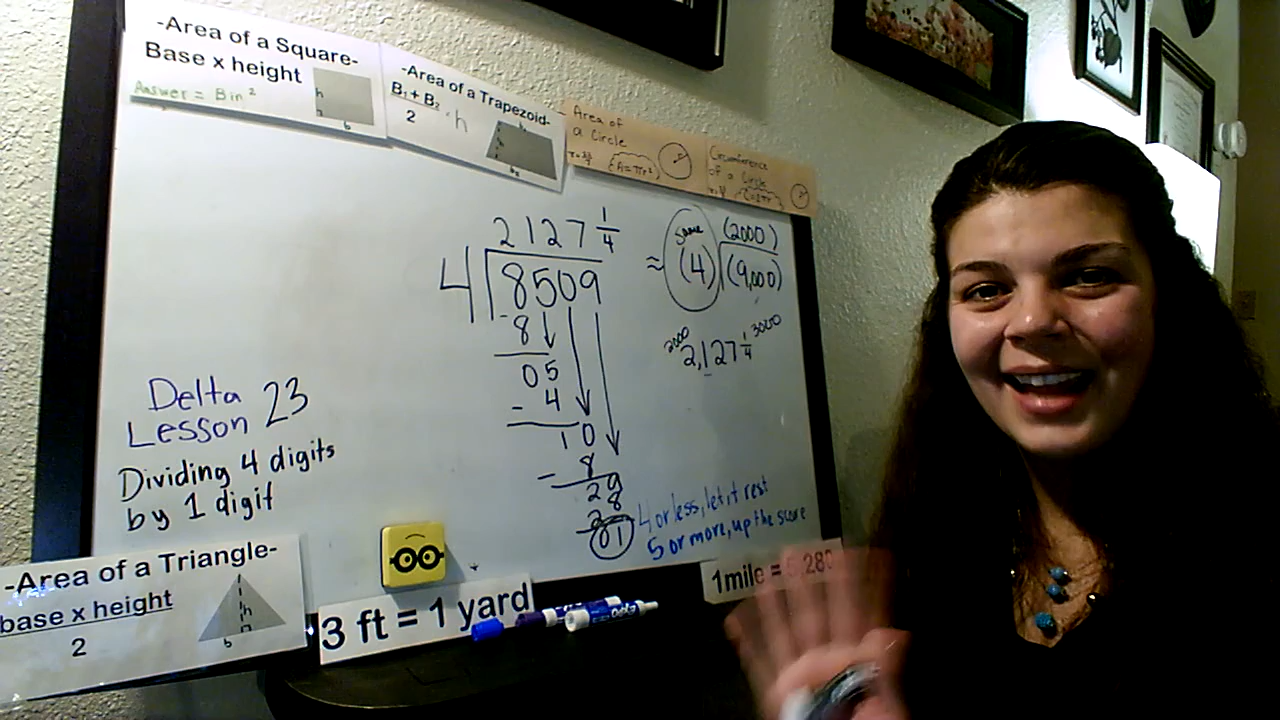 -Area of a Square-
Base x height
Answer = Bin²
h
b
-Area of a Trapezoid-
B₁ + B₂
2
· h
Area of
a Circle
(A=πr²)
Circumference
of a Circle
2127 1/4
4 8509
- 8
05
- 4
10
- 8
29
28
01
≈
same
(2000)
(4) (9,000)
2000 2,127 1/4 3000
Delta
Lesson 23
Dividing 4 digits
by 1 digit
4 or less, let it rest
5 or more, up the score
-Area of a Triangle-
base x height
2
h
b
3 ft = 1 yard
1mile = 5,280